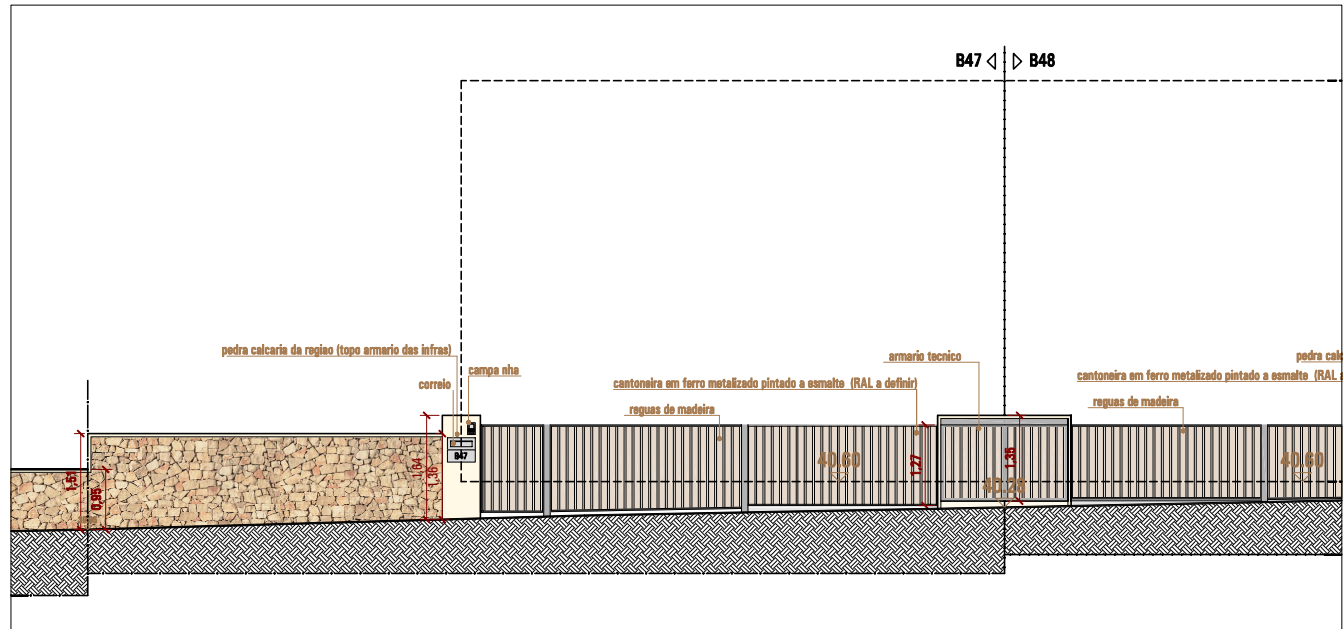 B47 B48
pedra calcaria da regiao (topo armario das infras)
correio
campa nha
cantoneira em ferro metalizado pintado a esmalte (RAL a definir)
reguas de madeira
armario tecnico
pedra calc
cantoneira em ferro metalizado pintado a esmalte (RAL a
reguas de madeira
1,51
0,95
1,64
1,36
B47
40.60
1,27
1,35
40.28
40.60